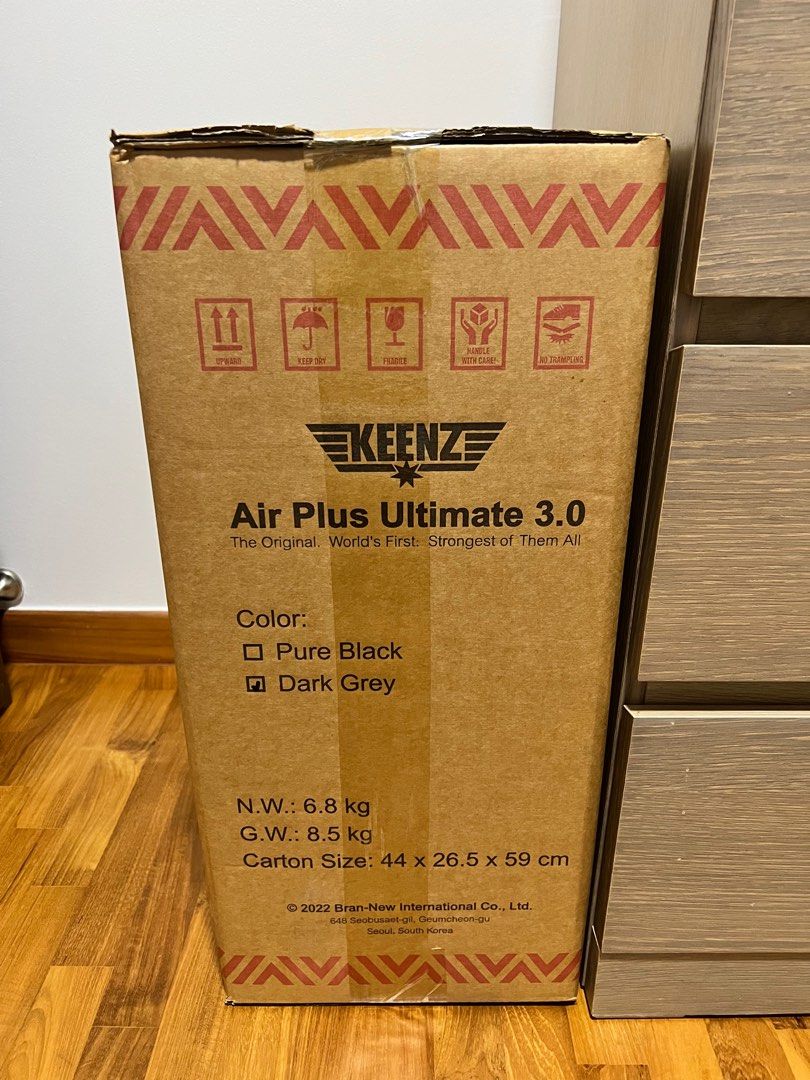 UPWARD
KEEP DRY
FRAGILE
HANDLE
WITH CARE!
NO TRAMPLING
KEENZ
Air Plus Ultimate 3.0
The Original. World's First. Strongest of Them All
Color:
Pure Black
Dark Grey
N.W.: 6.8 kg
G.W.: 8.5 kg
Carton Size: 44 x 26.5 x 59 cm
© 2022 Bran-New International Co., Ltd.
648 Seobusaet-gil, Geumcheon-gu
Seoul, South Korea